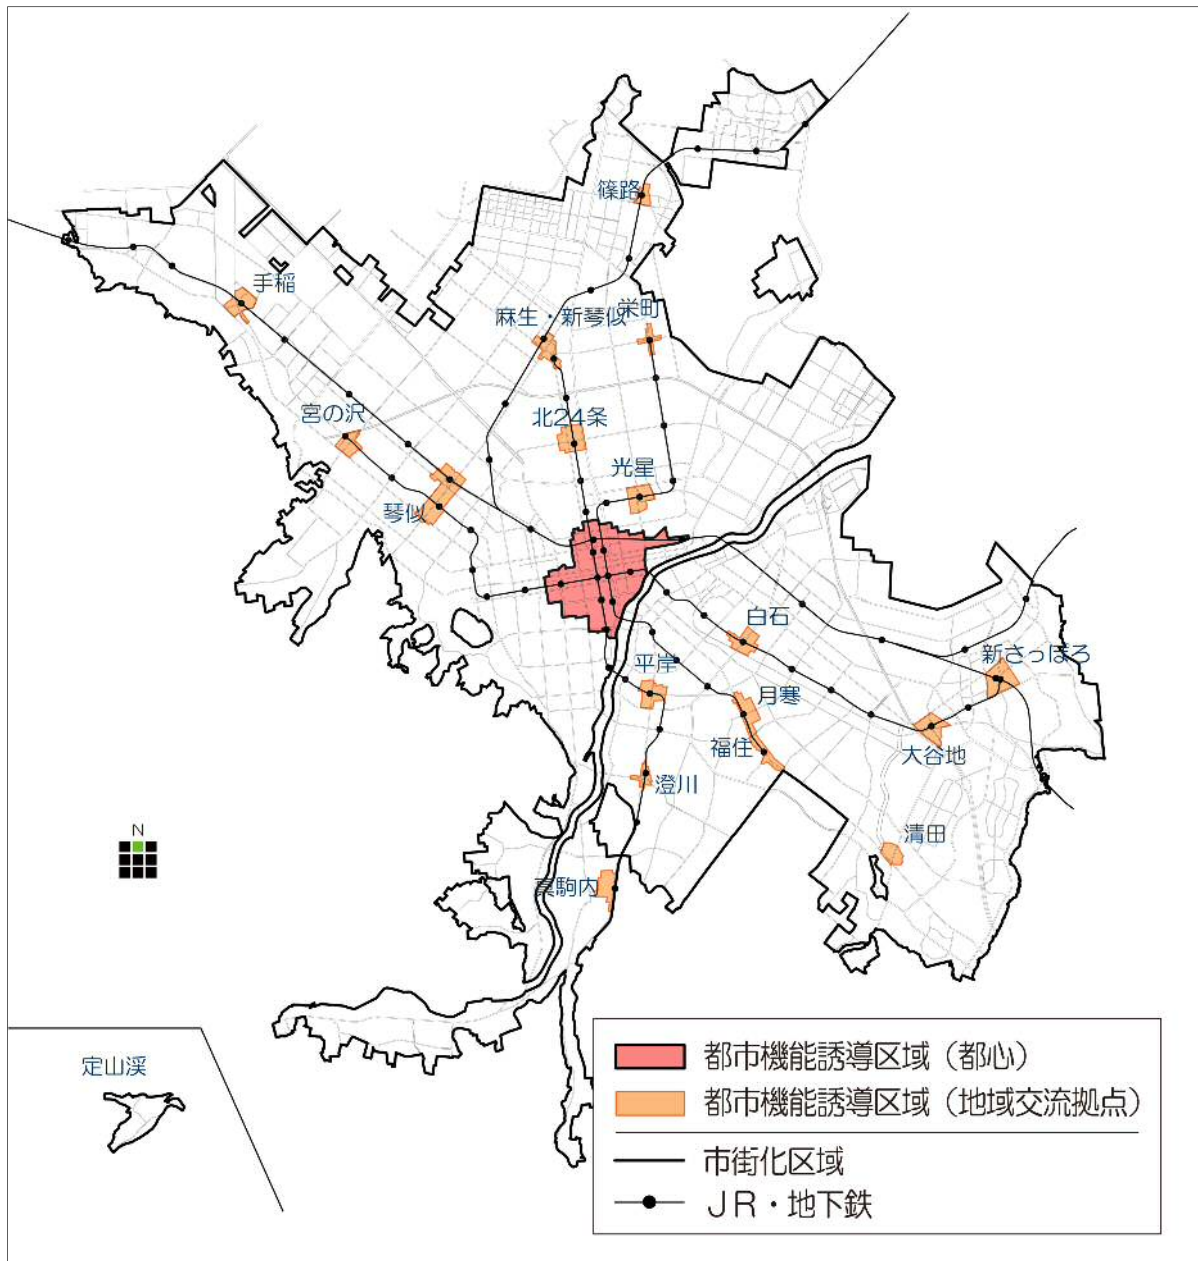 篠路
手稲
麻生・新琴似
栄町
宮の沢
北24条
光星
琴似
白石
平岸
新さっぽろ
月寒
福住
大谷地
澄川
清田
N
真駒内
定山渓
都市機能誘導区域（都心）
都市機能誘導区域（地域交流拠点）
市街化区域
ＪＲ・地下鉄